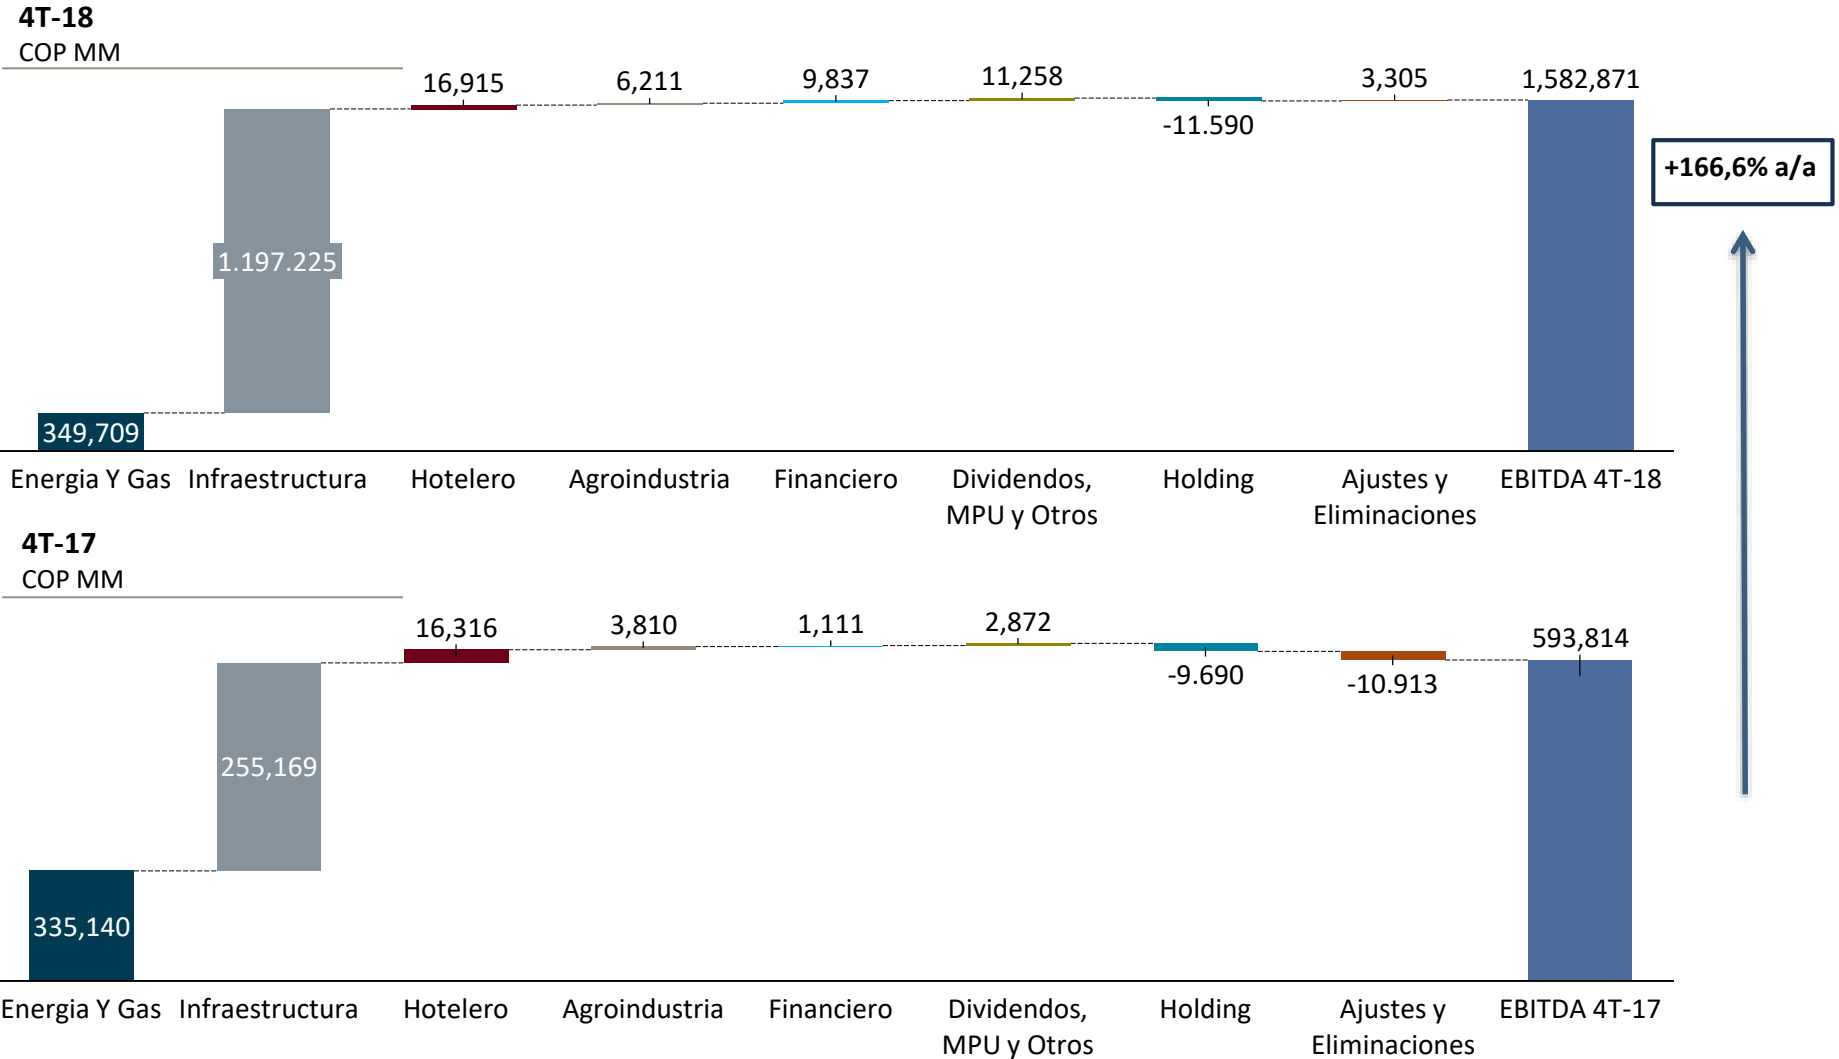 4T-18
COP MM
16,915
6,211
9,837
11,258
-11.590
3,305
1,582,871
+166,6% a/a
1.197.225
349,709
Energia Y Gas
Infraestructura
Hotelero
Agroindustria
Financiero
Dividendos,
MPU y Otros
Holding
Ajustes y
Eliminaciones
EBITDA 4T-18
4T-17
COP MM
16,316
3,810
1,111
2,872
-9.690
-10.913
593,814
255,169
335,140
Energia Y Gas
Infraestructura
Hotelero
Agroindustria
Financiero
Dividendos,
MPU y Otros
Holding
Ajustes y
Eliminaciones
EBITDA 4T-17